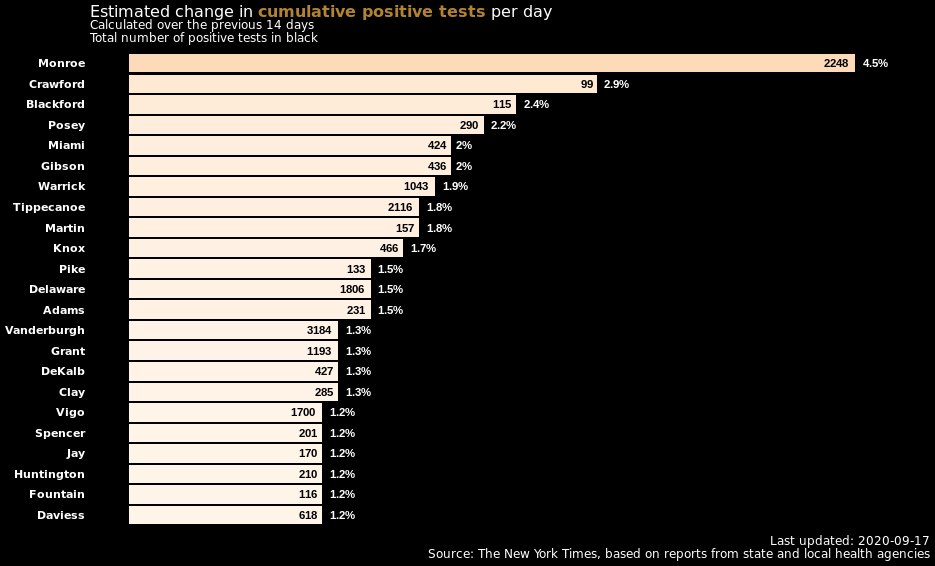 Estimated change in cumulative positive tests per day
Calculated over the previous 14 days
Total number of positive tests in black
Monroe 2248 4.5%
Crawford 99 2.9%
Blackford 115 2.4%
Posey 290 2.2%
Miami 424 2%
Gibson 436 2%
Warrick 1043 1.9%
Tippecanoe 2116 1.8%
Martin 157 1.8%
Knox 466 1.7%
Pike 133 1.5%
Delaware 1806 1.5%
Adams 231 1.5%
Vanderburgh 3184 1.3%
Grant 1193 1.3%
DeKalb 427 1.3%
Clay 285 1.3%
Vigo 1700 1.2%
Spencer 201 1.2%
Jay 170 1.2%
Huntington 210 1.2%
Fountain 116 1.2%
Daviess 618 1.2%
Last updated: 2020-09-17
Source: The New York Times, based on reports from state and local health agencies